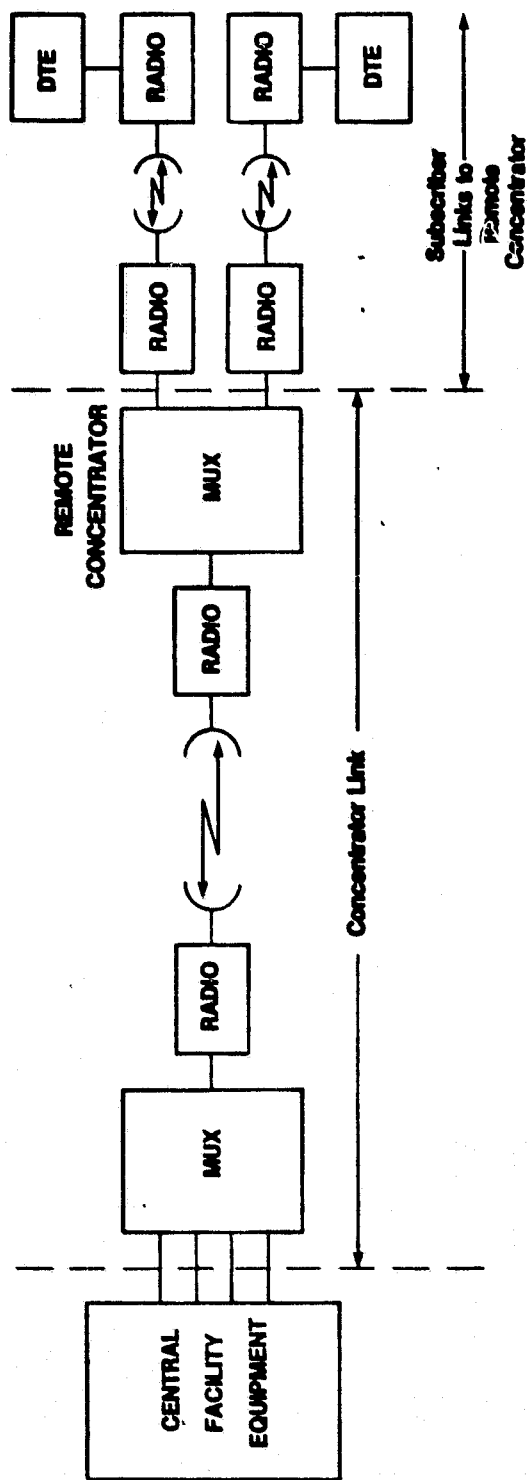 CENTRAL
FACILITY
EQUIPMENT
MUX
RADIO
RADIO
REMOTE
CONCENTRATOR
MUX
RADIO
RADIO
RADIO
DTE
RADIO
DTE
Concentrator Link
Subscriber
Links to
Remote
Concentrator